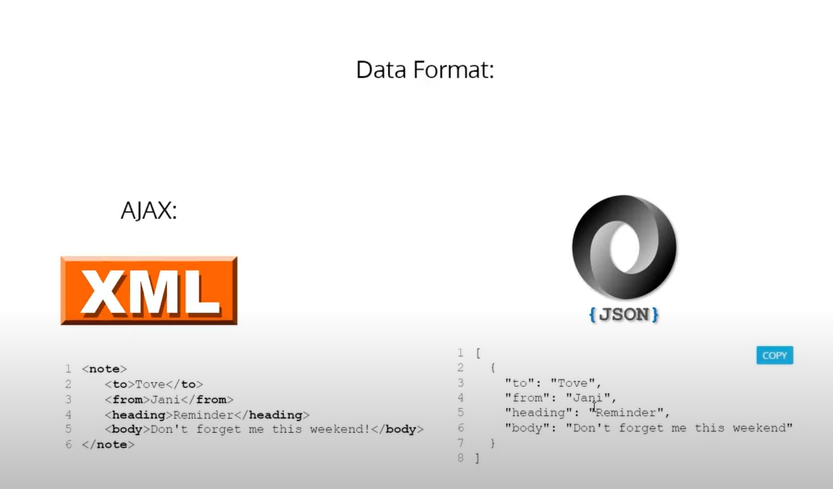 Data Format:
AJAX:
XML
{JSON}
1 <note>
2 <to>Tove</to>
3 <from>Jani</from>
4 <heading>Reminder</heading>
5 <body>Don't forget me this weekend!</body>
6 </note>
COPY
1 [
2 {
3 "to": "Tove",
4 "from": "Jani",
5 "heading": "Reminder",
6 "body": "Don't forget me this weekend"
7 }
8 ]